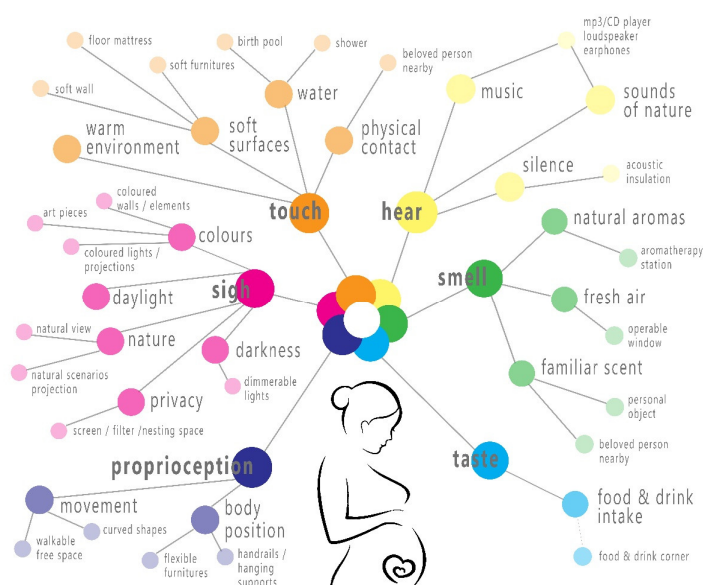 mp3/CD player
loudspeaker
earphones
floor mattress
birth pool
shower
beloved person
nearby
soft furnitures
soft wall
water
music
sounds
of nature
warm
environment
soft
surfaces
physical
contact
silence
acoustic
insulation
coloured
walls / elements
touch
hear
art pieces
natural aromas
colours
coloured lights /
projections
aromatherapy
station
smell
sigh
daylight
fresh air
natural view
nature
darkness
operable
window
familiar scent
natural scenarios
projection
dimmerable
lights
privacy
personal
object
screen / filter /nesting space
beloved person
nearby
proprioception
taste
movement
body
position
food & drink
intake
curved shapes
walkable
free space
flexible
furnitures
handrails /
hanging
supports
food & drink corner